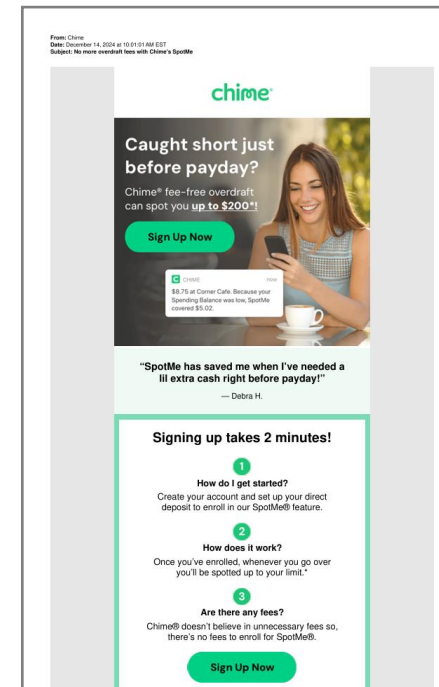 From: Chime
Date: December 14, 2024 at 10:01:01 AM EST
Subject: No more overdraft fees with Chime's SpotMe
chime
Caught short just
before payday?
Chime® fee-free overdraft
can spot you up to $200*!
Sign Up Now
CHIME now
$8.75 at Corner Cafe. Because your
Spending Balance was low, SpotMe
covered $5.02.
“SpotMe has saved me when I’ve needed a
lil extra cash right before payday!”
— Debra H.
Signing up takes 2 minutes!
1
How do I get started?
Create your account and set up your direct
deposit to enroll in our SpotMe® feature.
2
How does it work?
Once you’ve enrolled, whenever you go over
you’ll be spotted up to your limit.*
3
Are there any fees?
Chime® doesn’t believe in unnecessary fees so,
there’s no fees to enroll for SpotMe®.
Sign Up Now